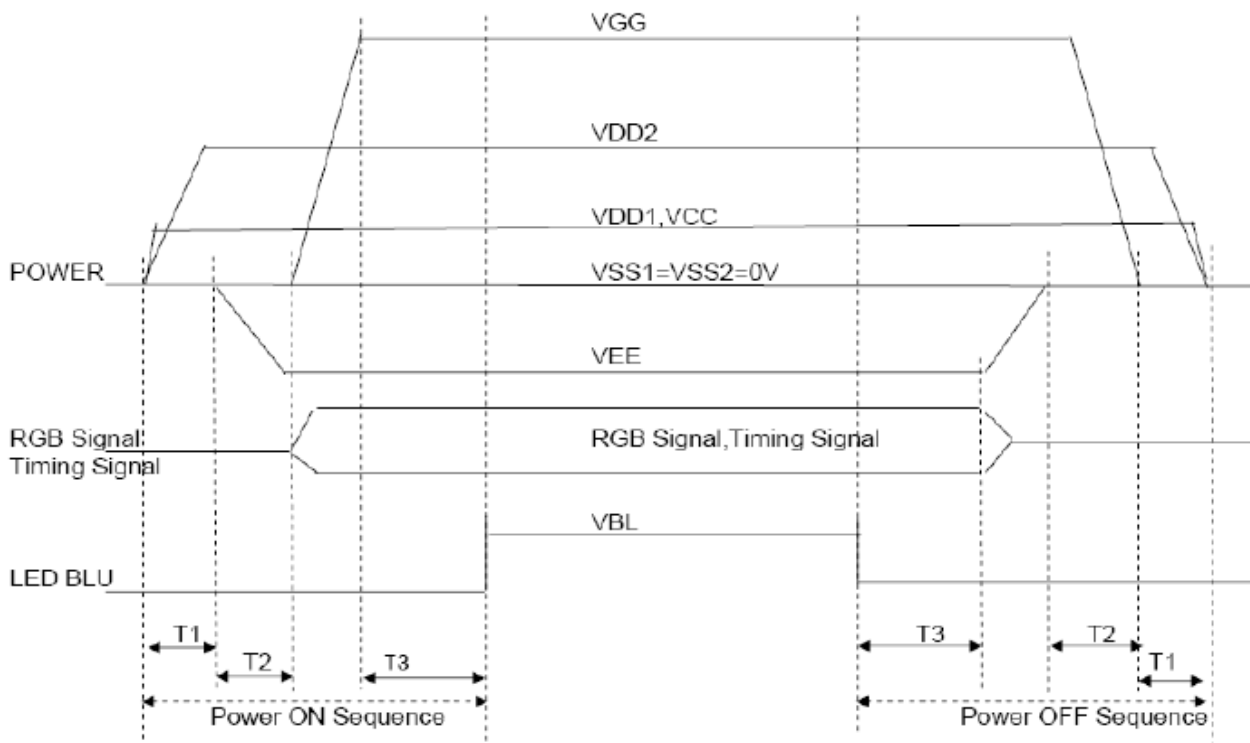 VGG
VDD2
VDD1,VCC
POWER
VSS1=VSS2=0V
VEE
RGB Signal
Timing Signal
RGB Signal,Timing Signal
VBL
LED BLU
T1
T2
T3
T3
T2
T1
Power ON Sequence
Power OFF Sequence